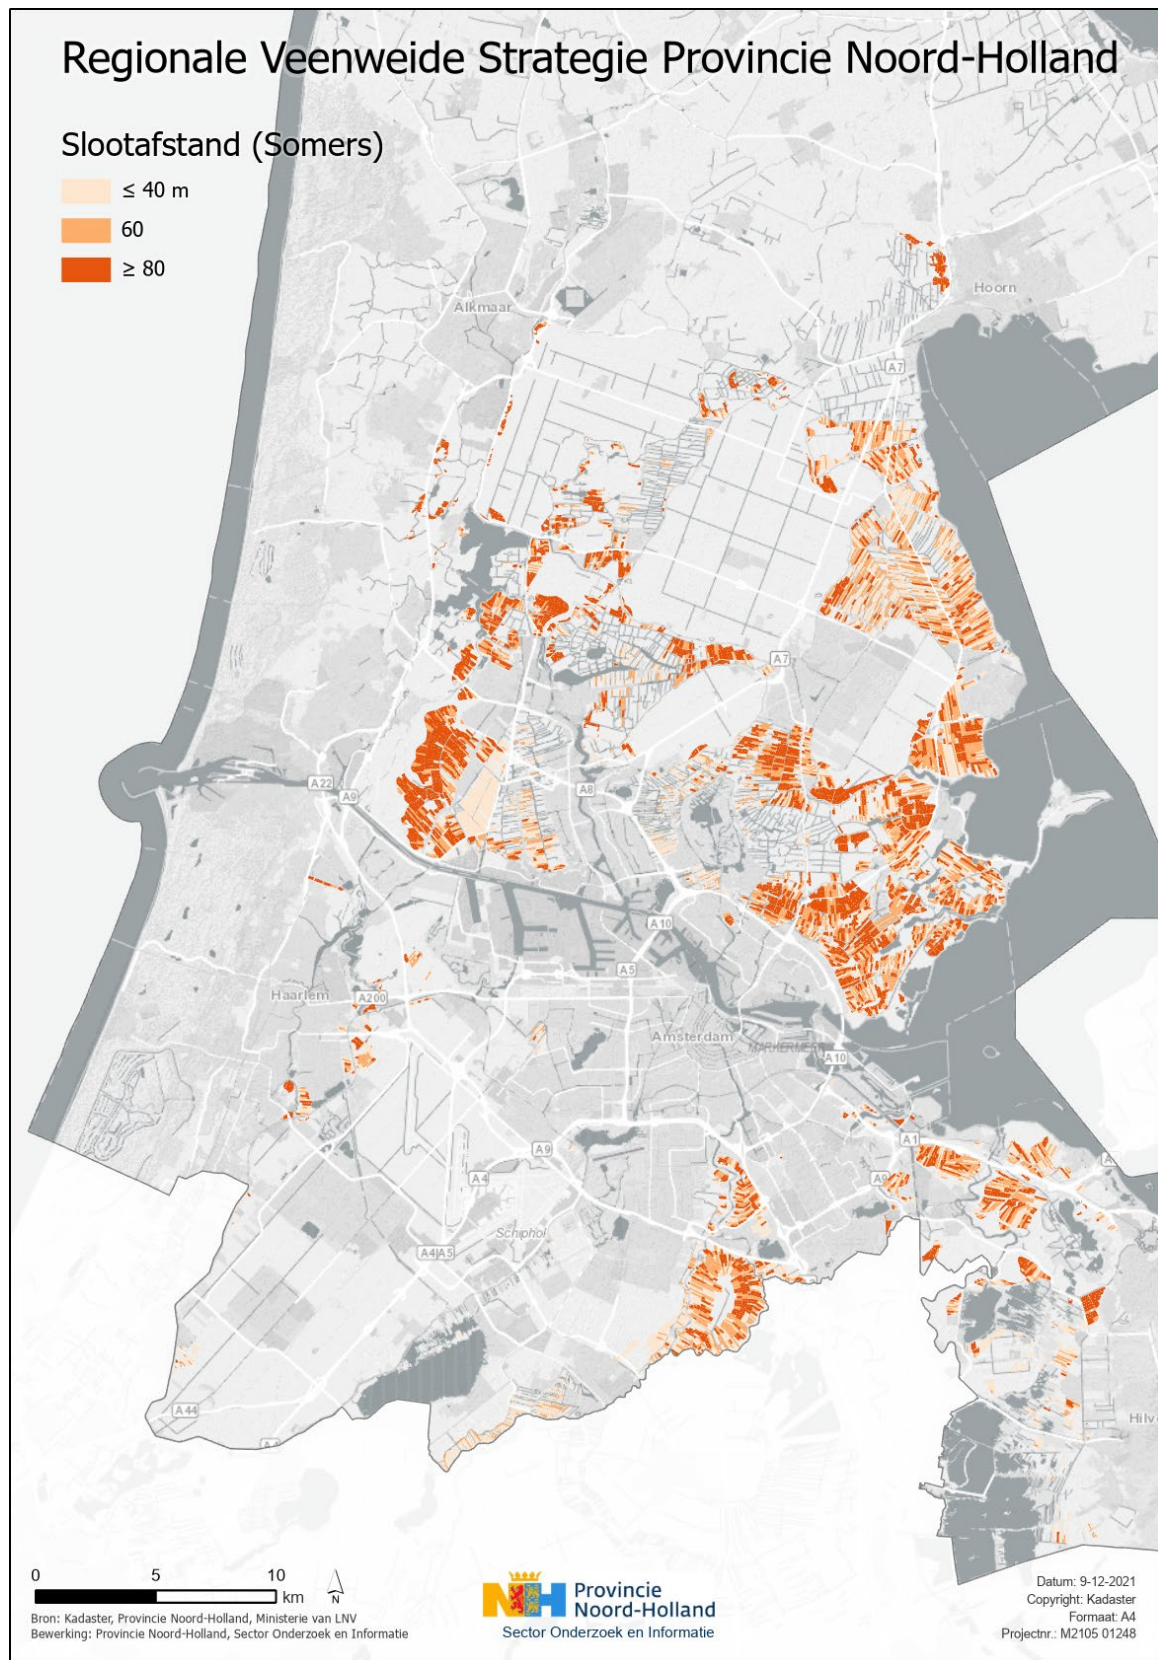 Regionale Veenweide Strategie Provincie Noord-Holland
Slootafstand (Somers)
≤ 40 m
60
≥ 80
Alkmaar
Hoorn
A7
A7
A22
A9
A8
A10
A5
Haarlem
A200
Amsterdam
MARKERMEER
A10
A1
A9
A4
A9
Schiphol
A4|A5
A44
Hilve
0 5 10
km
N
Bron: Kadaster, Provincie Noord-Holland, Ministerie van LNV
Bewerking: Provincie Noord-Holland, Sector Onderzoek en Informatie
NH
Provincie
Noord-Holland
Sector Onderzoek en Informatie
Datum: 9-12-2021
Copyright: Kadaster
Formaat: A4
Projectnr.: M2105 01248